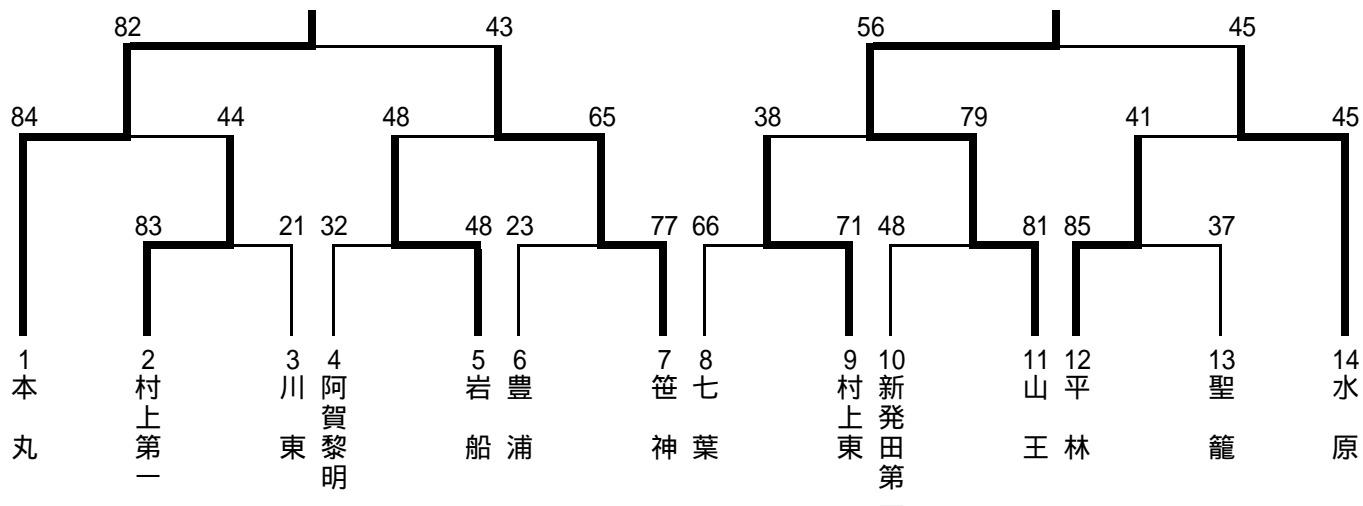 82 43 56 45
84 44 48 65 38 79 41 45
83 21 32 48 23 77 66 71 48 81 85 37
1 2 3 4 5 6 7 8 9 10 11 12 13 14
本丸
村上第一
川東
阿賀黎明
岩船
豊浦
笹神
七葉
村上東
新発田第
山王
平林
聖籠
水原